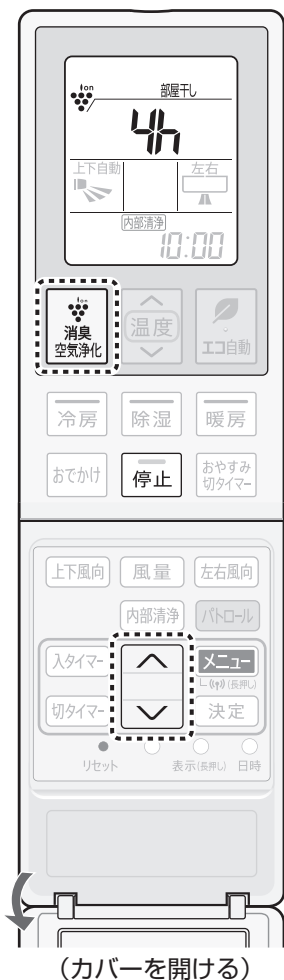 ion
部屋干し
4h
上下自動
左右
内部清浄
10:00
ion
消臭
空気浄化
温度
エコ自動
冷房
除湿
暖房
おでかけ
停止
おやすみ
切タイマー
上下風向
風量
左右風向
内部清浄
パトロール
入タイマー
メニュー
(長押し)
切タイマー
決定
リセット
表示(長押し)
日時
(カバーを開ける)